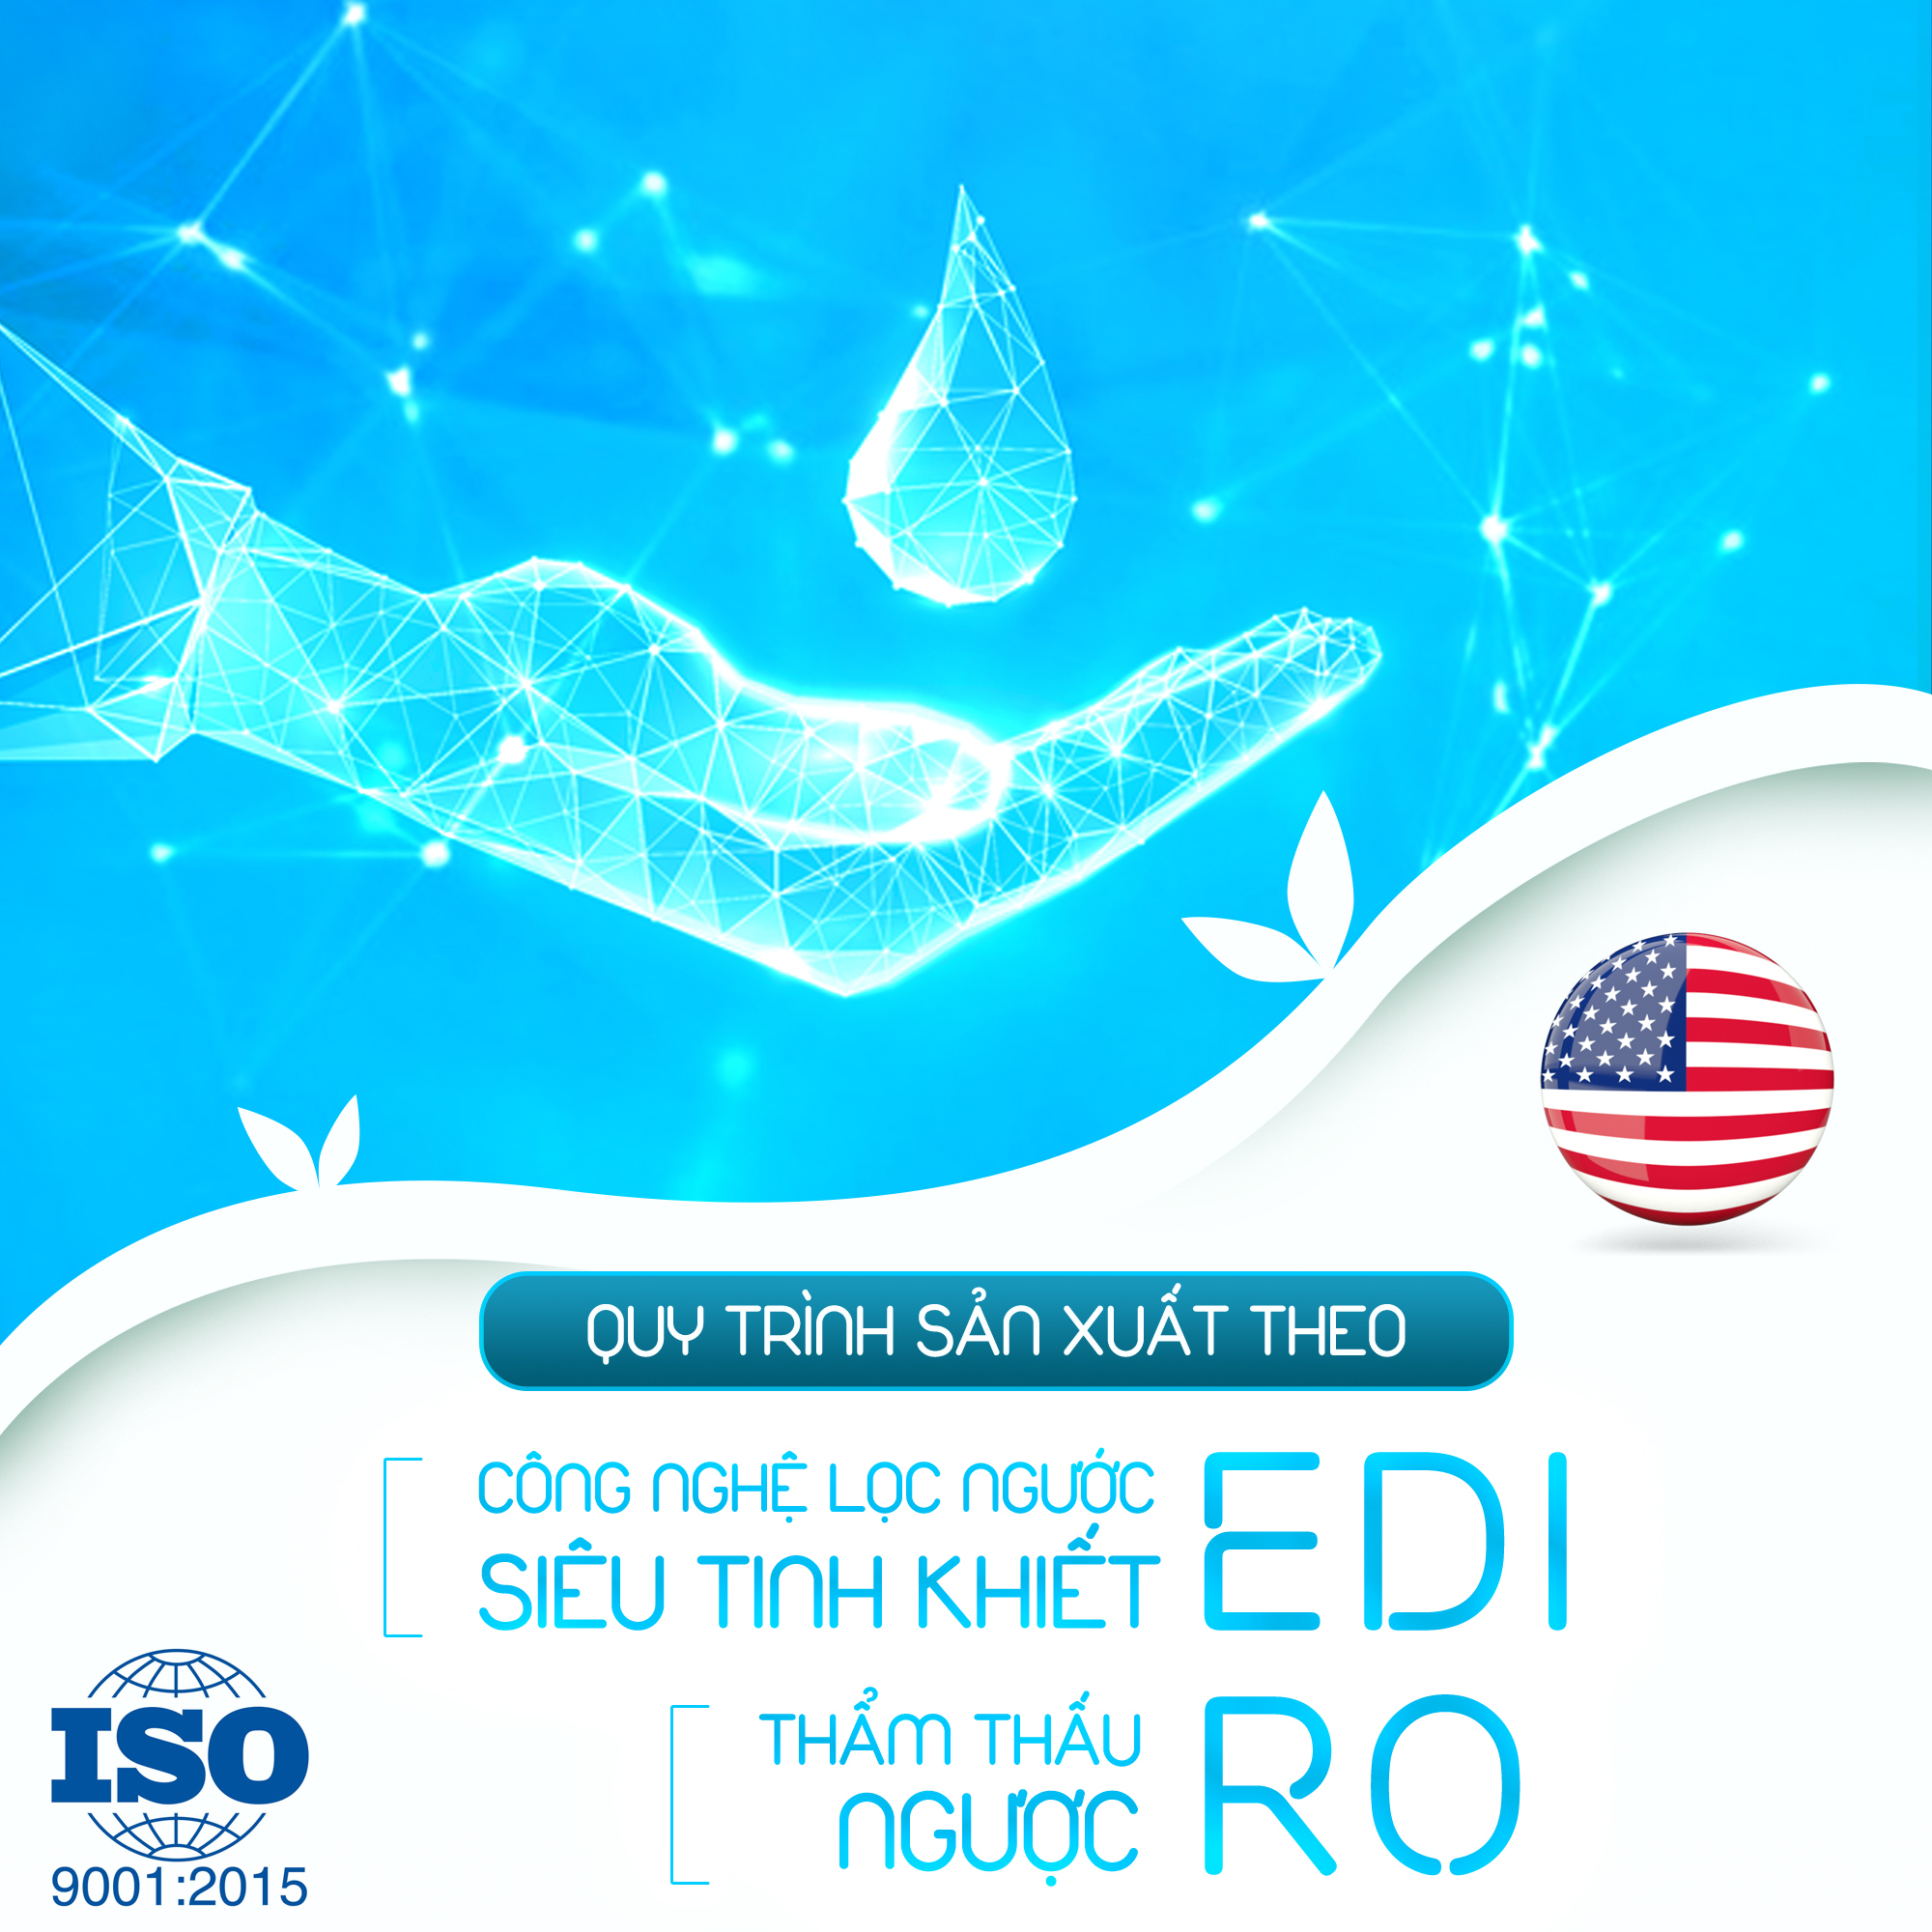 QUY TRÌNH SẢN XUẤT THEO
CÔNG NGHỆ LỌC NGƯỚC
SIÊU TINH KHIẾT
EDI
THẨM THẤU
NGƯỢC
RO
ISO
9001:2015